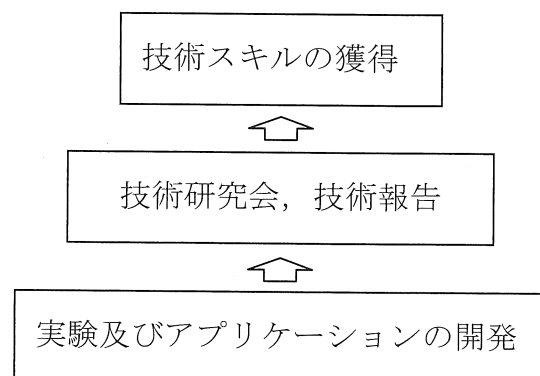 技術スキルの獲得
技術研究会，技術報告
実験及びアプリケーションの開発